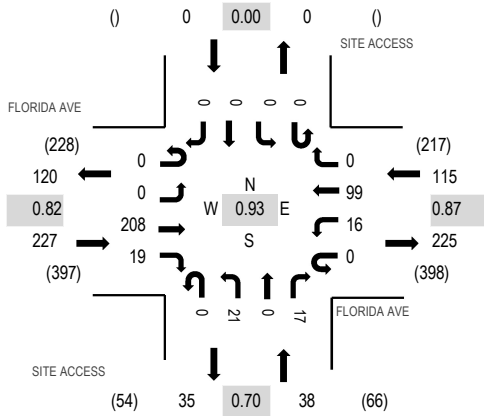 () 0 0.00 0 ()
SITE ACCESS
FLORIDA AVE
0 0 0 0
(228) (217)
120 0 0 115
0 N 99
0.82 W 0.93 E 0.87
208 16
227 S 225
19 0
(397) (398)
0 21 0 17
FLORIDA AVE
SITE ACCESS
(54) 35 0.70 38 (66)